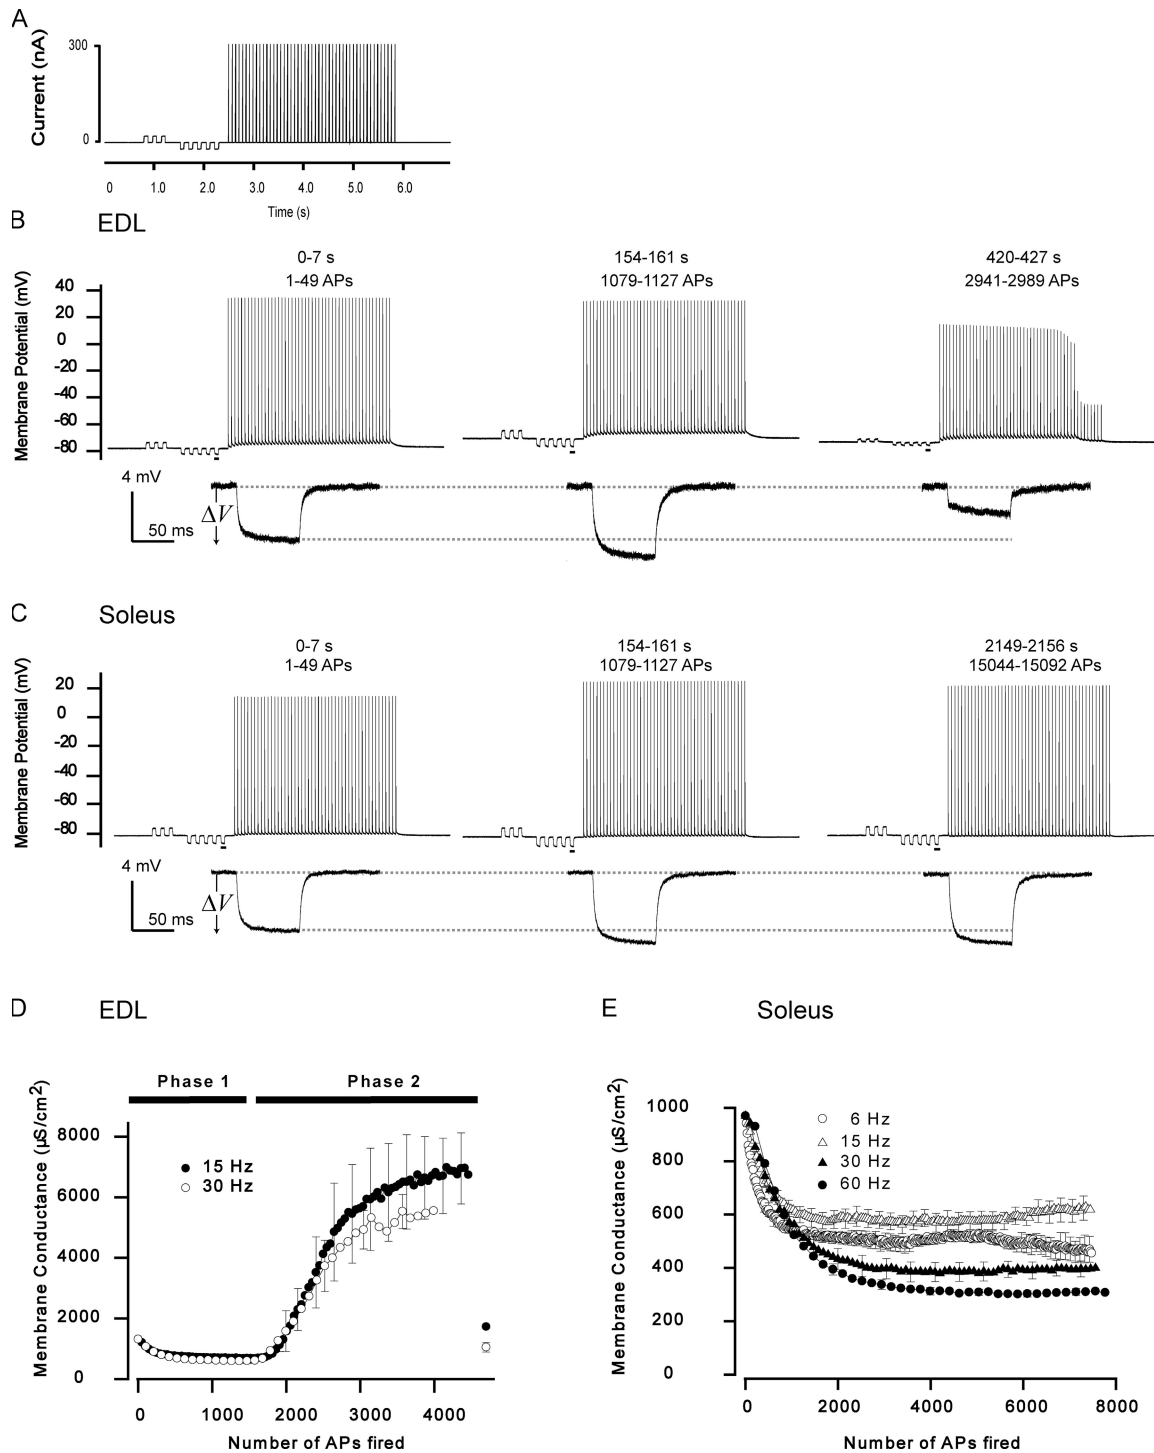 A
Current (nA)
300
0
0 1.0 2.0 3.0 4.0 5.0 6.0
Time (s)
B EDL
0-7 s 154-161 s 420-427 s
1-49 APs 1079-1127 APs 2941-2989 APs
Membrane Potential (mV)
40
20
0
-20
-40
-60
-80
4 mV
ΔV
50 ms
C Soleus
0-7 s 154-161 s 2149-2156 s
1-49 APs 1079-1127 APs 15044-15092 APs
Membrane Potential (mV)
20
0
-20
-40
-60
-80
4 mV
ΔV
50 ms
D EDL
Phase 1 Phase 2
Membrane Conductance (µS/cm2)
8000
6000
4000
2000
0
15 Hz
30 Hz
0 1000 2000 3000 4000
Number of APs fired
E Soleus
Membrane Conductance (µS/cm2)
1000
800
600
400
200
0
6 Hz
15 Hz
30 Hz
60 Hz
0 2000 4000 6000 8000
Number of APs fired